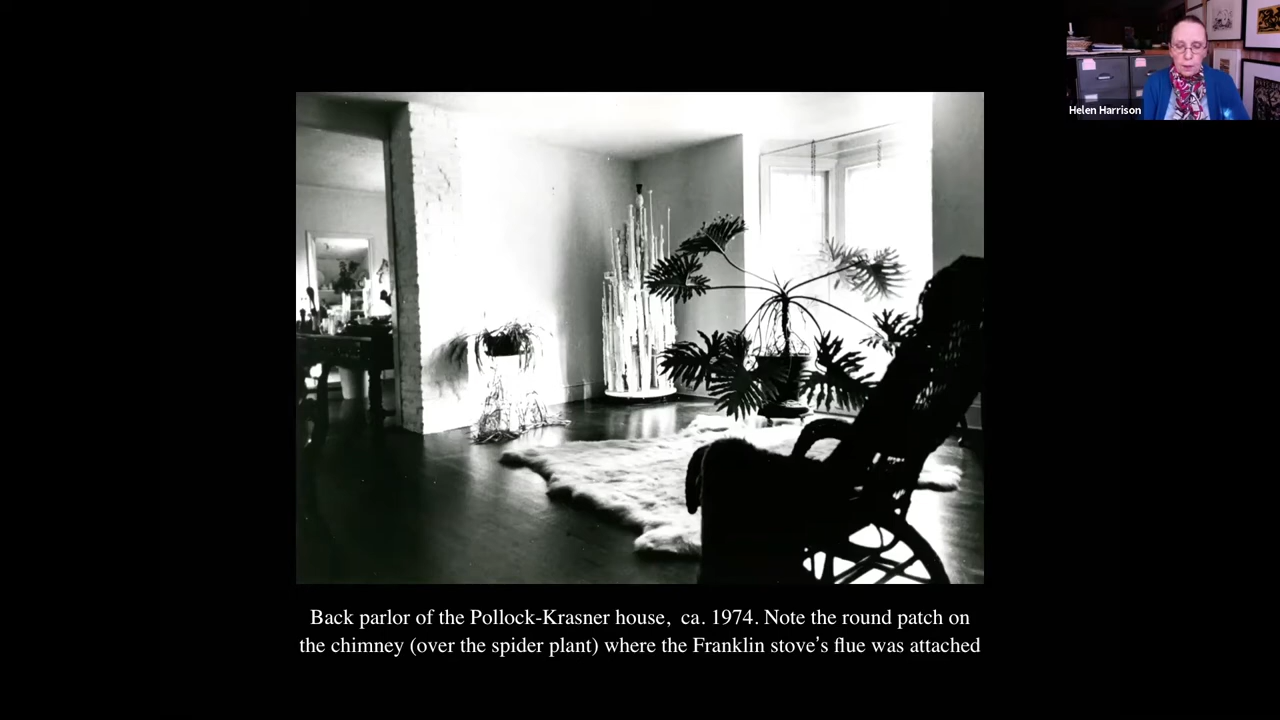 Helen Harrison
Back parlor of the Pollock-Krasner house,  ca. 1974. Note the round patch on
the chimney (over the spider plant) where the Franklin stove’s flue was attached